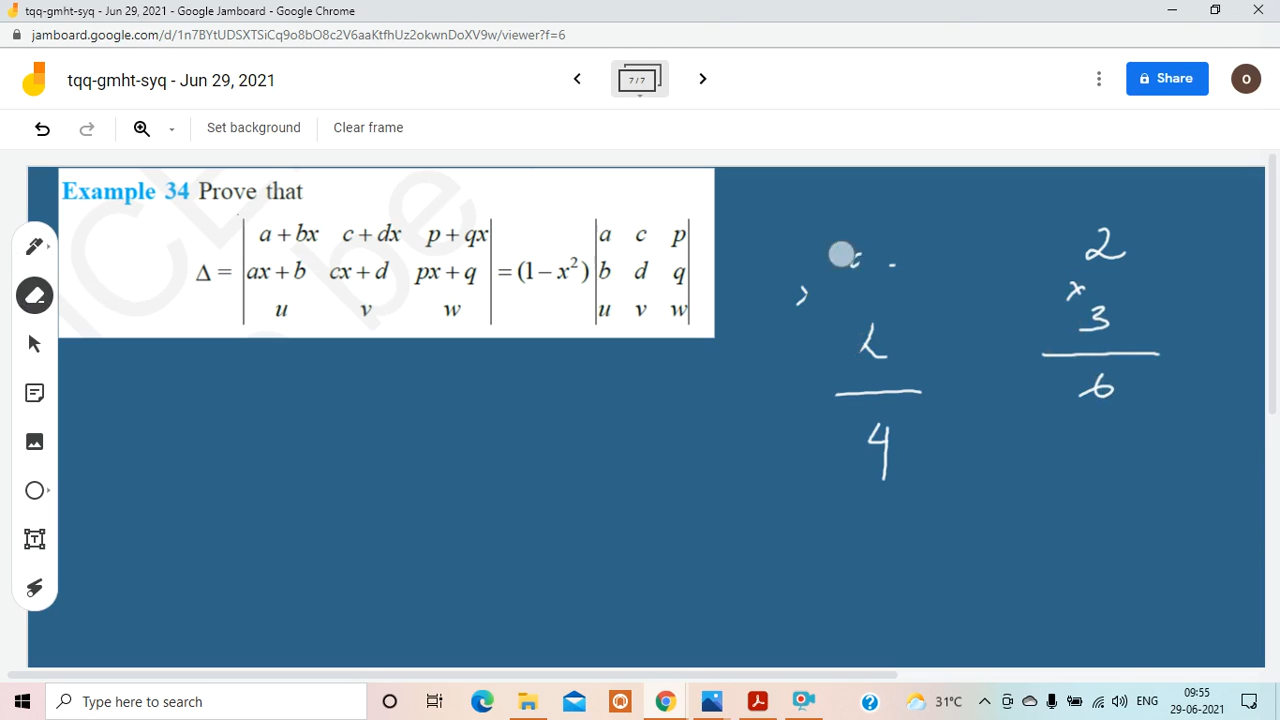 tqq-gmht-syq - Jun 29, 2021 - Google Jamboard - Google Chrome
jamboard.google.com/d/1n7BYtUDSXTSiCq9o8bO8c2V6aaKtfhUz2okwnDoXV9w/viewer?f=6
tqq-gmht-syq - Jun 29, 2021
7 / 7
Share
O
Set background
Clear frame
Example 34 Prove that
Δ = | a + bx c + dx p + qx | = (1 − x²) | a c p |
| ax + b cx + d px + q | | b d q |
| u v w | | u v w |
2
×
3
6
4
Type here to search
31°C
ENG
09:55
29-06-2021